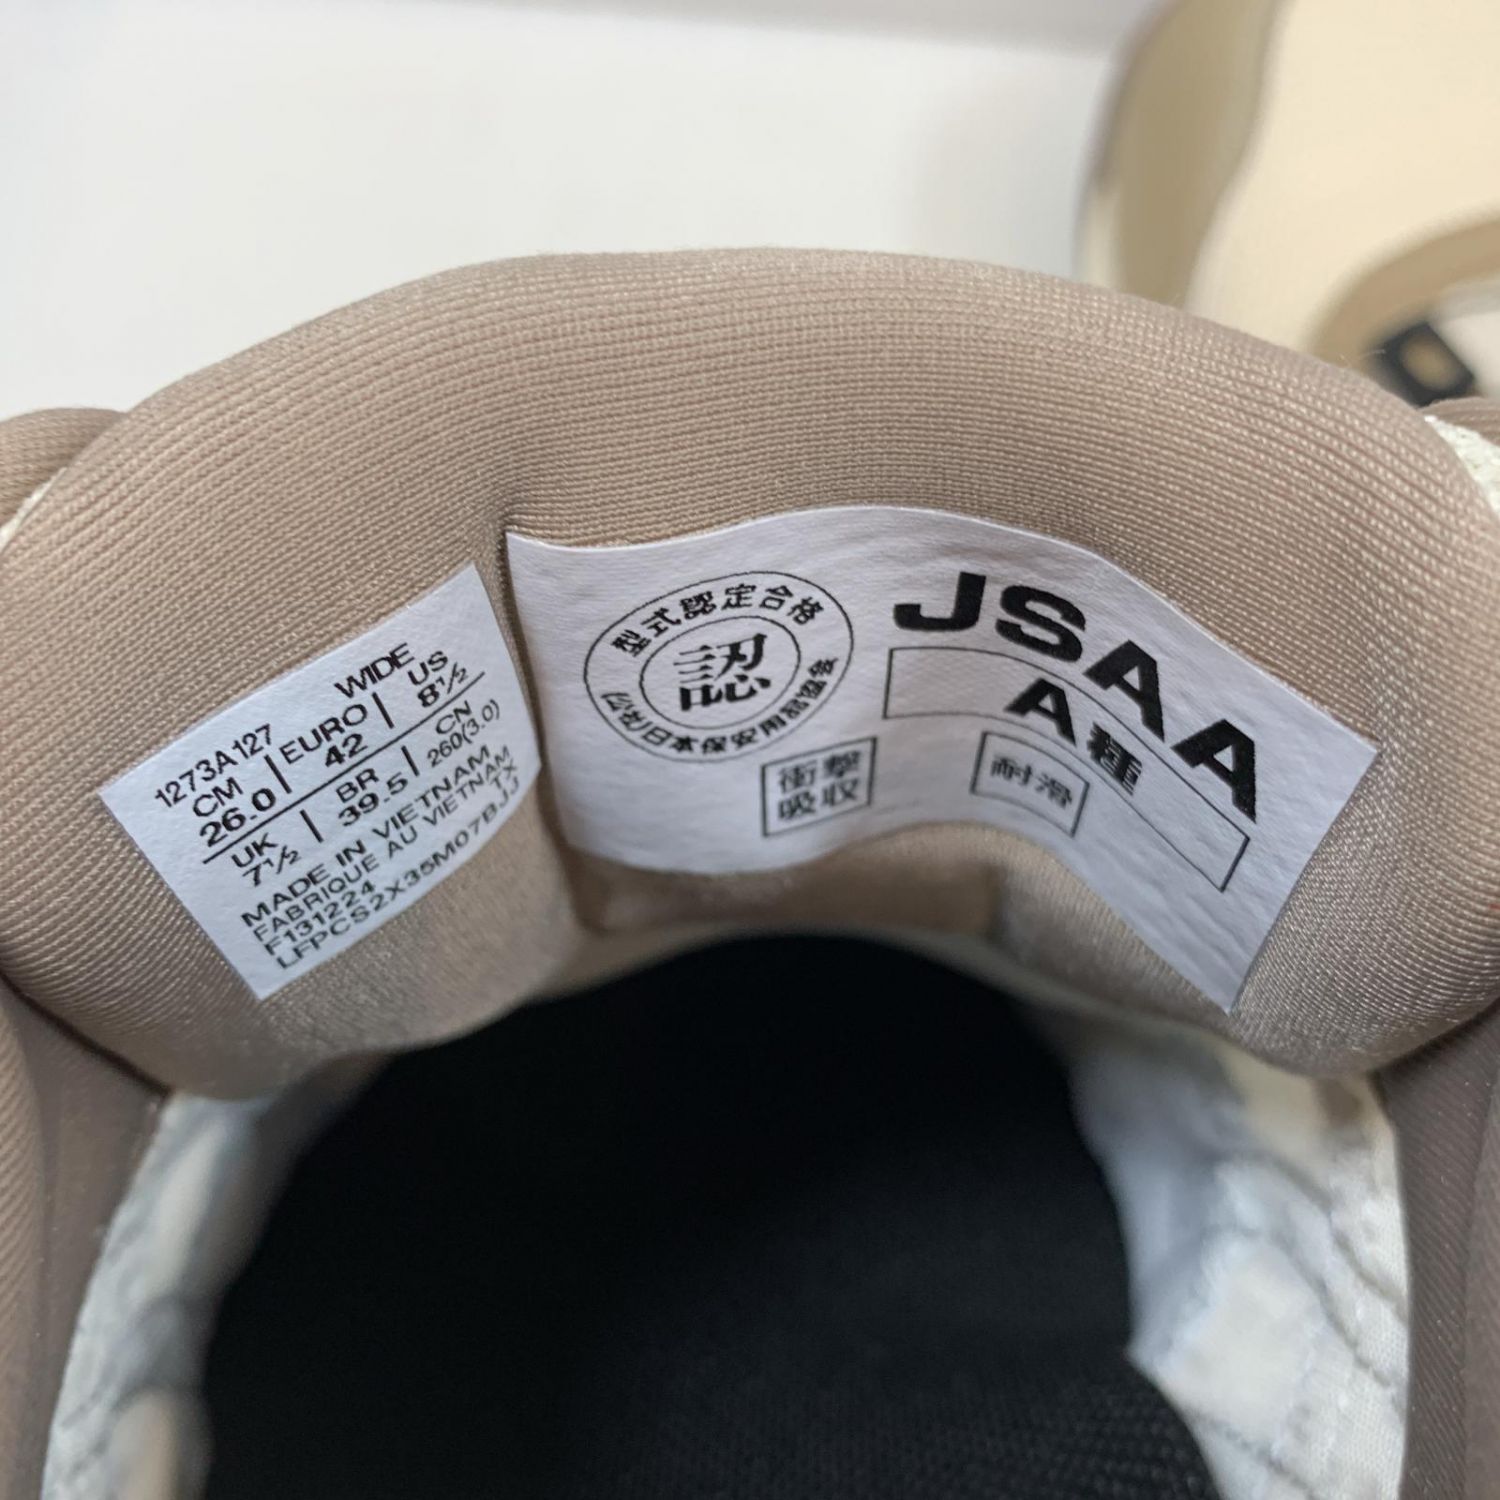 1273A127 WIDE
CM | EURO | US
26.0 | 42 | 8½
UK | BR | CN
7½ | 39.5 | 260(3.0)
MADE IN VIETNAM
FABRIQUE AU VIETNAM
F131224 TX
LFPCS2X35M07BJJ
型式認定合格
認
(公社)日本保安用品協会
JSAA
A種
衝撃
吸収
耐滑